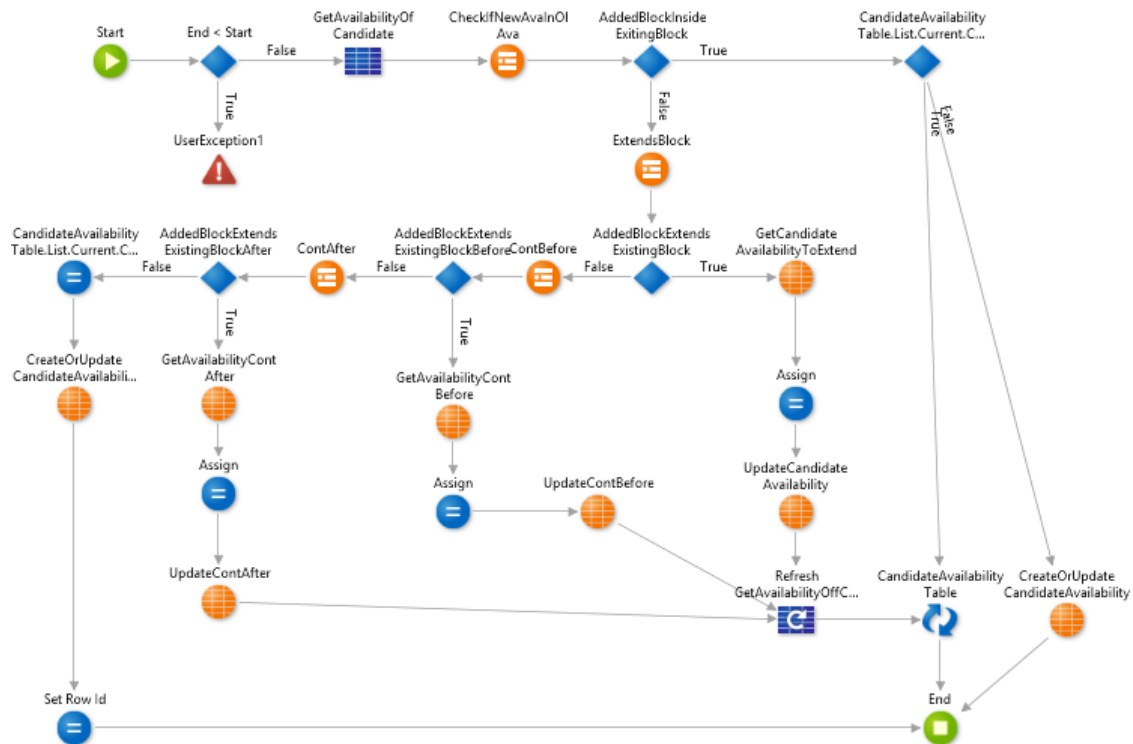 Start
End < Start
False
True
GetAvailabilityOf
Candidate
CheckIfNewAvaInOl
Ava
AddedBlockInside
ExitingBlock
True
False
CandidateAvailability
Table.List.Current.C...
True
False
UserException1
ExtendsBlock
CandidateAvailability
Table.List.Current.C...
False
AddedBlockExtends
ExistingBlockAfter
True
ContAfter
False
AddedBlockExtends
ExistingBlockBefore
True
ContBefore
False
AddedBlockExtends
ExistingBlock
True
GetCandidate
AvailabilityToExtend
CreateOrUpdate
CandidateAvailabili...
GetAvailabilityCont
After
GetAvailabilityCont
Before
Assign
Assign
Assign
UpdateContBefore
UpdateCandidate
Availability
UpdateContAfter
Refresh
GetAvailabilityOffC...
CandidateAvailability
Table
CreateOrUpdate
CandidateAvailability
Set Row Id
End